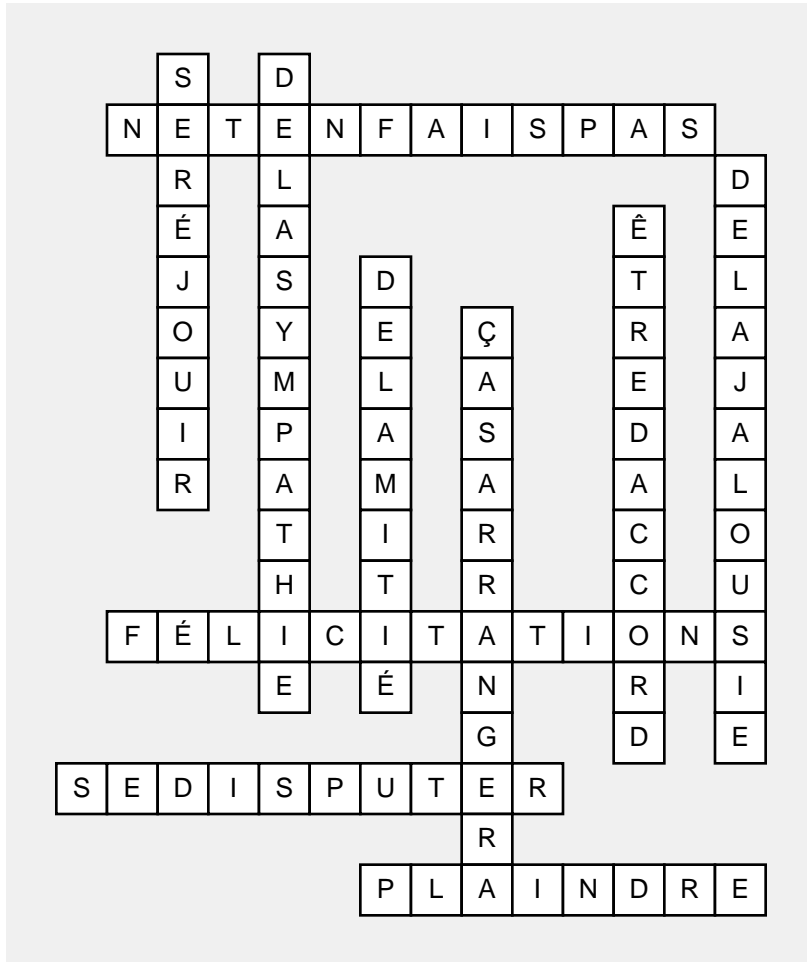 SERÉJOUIR
DELASYMPATHIE
NETENFAISPAS
DELAJALOUSIE
ÊTREDACCORD
DELAMITIÉ
ÇASARRANGERA
FÉLICITATIONS
SEDISPUTER
PLAINDRE